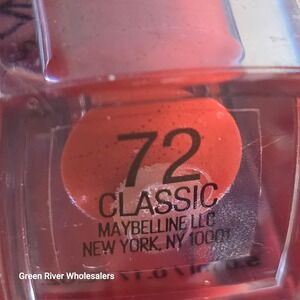 72
CLASSIC
MAYBELLINE LLC
NEW YORK, NY 10001
Green River Wholesalers